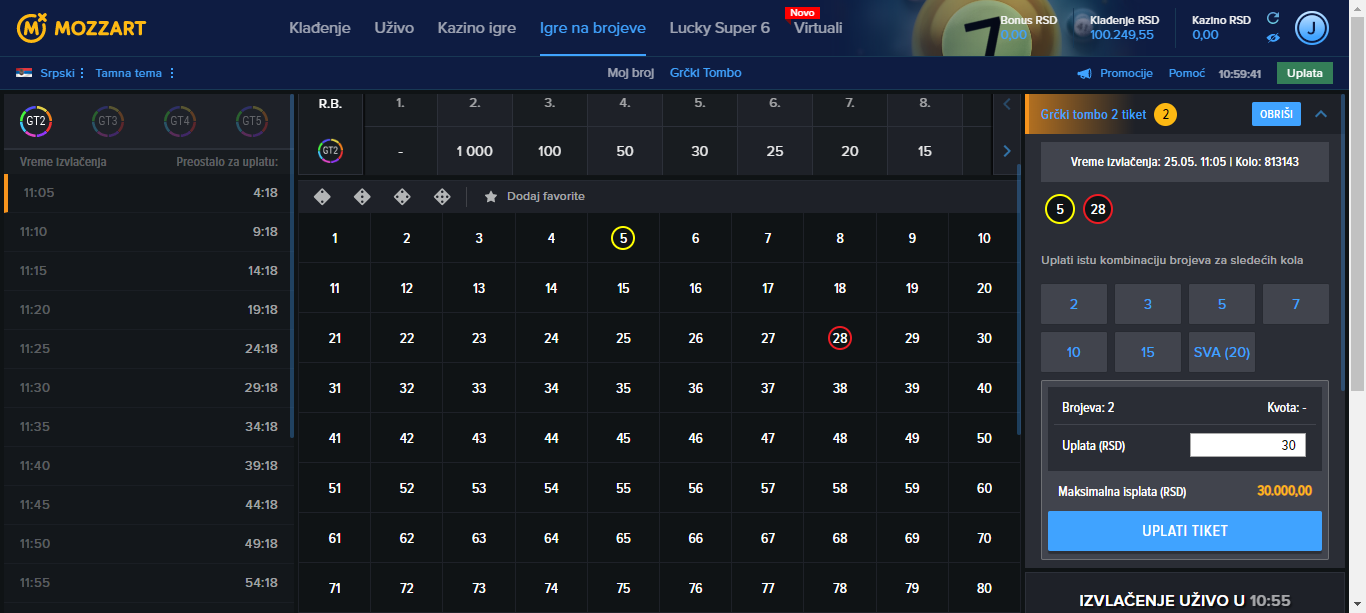 MOZZART
Klađenje Uživo Kazino igre Igre na brojeve Lucky Super 6 Novo Virtuali
Bonus RSD 0,00 Klađenje RSD 100.249,55 Kazino RSD 0,00 J
Srpski Tamna tema Moj broj Grčki Tombo Promocije Pomoć 10:59:41 Uplata
GT2 GT3 GT4 GT5
Vreme izvlačenja Preostalo za uplatu:
11:05 4:18
11:10 9:18
11:15 14:18
11:20 19:18
11:25 24:18
11:30 29:18
11:35 34:18
11:40 39:18
11:45 44:18
11:50 49:18
11:55 54:18
R.B. 1. 2. 3. 4. 5. 6. 7. 8.
GT2 - 1 000 100 50 30 25 20 15
Dodaj favorite
1 2 3 4 5 6 7 8 9 10
11 12 13 14 15 16 17 18 19 20
21 22 23 24 25 26 27 28 29 30
31 32 33 34 35 36 37 38 39 40
41 42 43 44 45 46 47 48 49 50
51 52 53 54 55 56 57 58 59 60
61 62 63 64 65 66 67 68 69 70
71 72 73 74 75 76 77 78 79 80
Grčki tombo 2 tiket 2 OBRIŠI
Vreme izvlačenja: 25.05. 11:05 | Kolo: 813143
5 28
Uplati istu kombinaciju brojeva za sledećih kola
2 3 5 7
10 15 SVA (20)
Brojeva: 2 Kvota: -
Uplata (RSD) 30
Maksimalna isplata (RSD) 30.000,00
UPLATI TIKET
IZVLAČENJE UŽIVO U 10:55